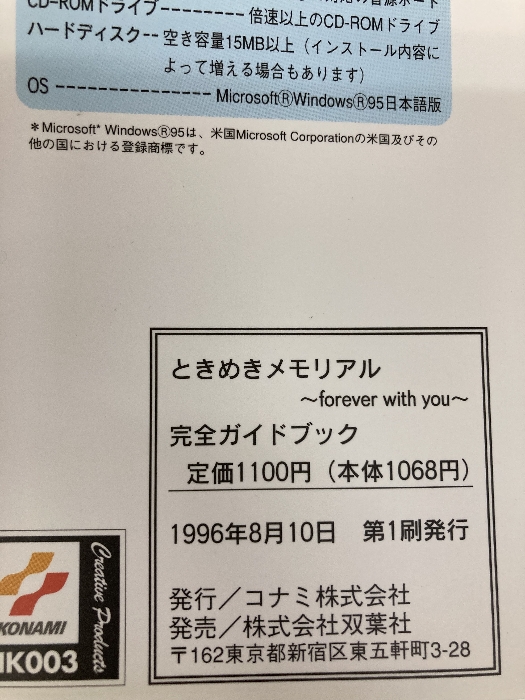 CD-ROMドライブ--------倍速以上のCD-ROMドライブ
ハードディスク--空き容量15MB以上(インストール内容に
よって増える場合もあります)
OS ---------------- Microsoft®Windows®95日本語版
＊Microsoft* Windows®95は、米国Microsoft Corporationの米国及びその
他の国における登録商標です。
ときめきメモリアル
～forever with you～
完全ガイドブック
定価1100円(本体1068円)
1996年8月10日 第1刷発行
発行／コナミ株式会社
発売／株式会社双葉社
〒162東京都新宿区東五軒町3-28
Creative Products
KONAMI
IK003